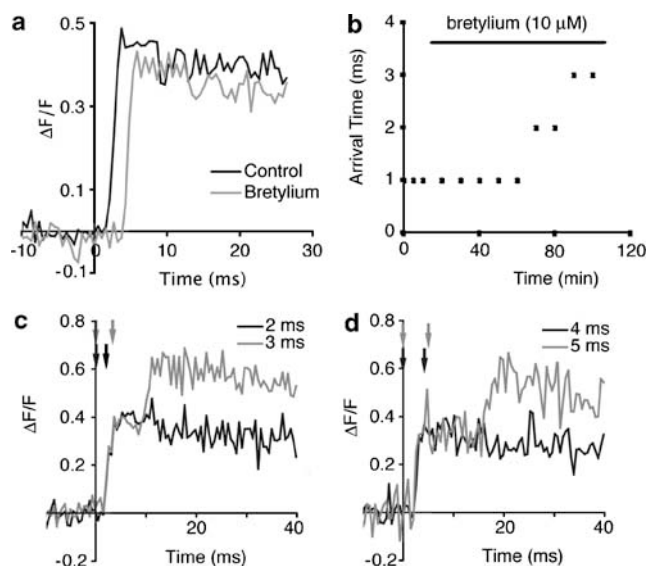 a
0.5
0.3
0.1
-0.1
ΔF/F
-10
0
10
20
30
Time (ms)
Control
Bretylium
b
bretylium (10 µM)
4
3
2
1
0
Arrival Time (ms)
0
40
80
120
Time (min)
c
2 ms
3 ms
0.8
0.6
0.4
0.2
-0.2
ΔF/F
20
40
Time (ms)
d
4 ms
5 ms
0.8
0.6
0.4
0.2
-0.2
ΔF/F
20
40
Time (ms)